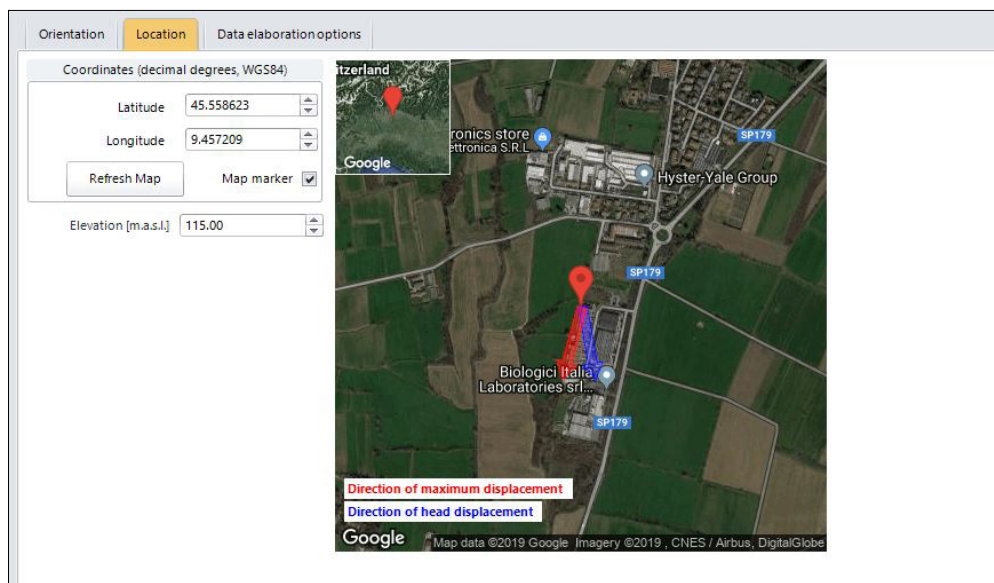 Orientation
Location
Data elaboration options
Coordinates (decimal degrees, WGS84)
Latitude
45.558623
Longitude
9.457209
Refresh Map
Map marker
Elevation [m.a.s.l.]
115.00
itzerland
Google
ronics store
ettronica S.R.L
SP179
Hyster-Yale Group
SP179
Biologici Italia
Laboratories srl...
SP179
Direction of maximum displacement
Direction of head displacement
Google
Map data ©2019 Google Imagery ©2019 , CNES / Airbus, DigitalGlobe